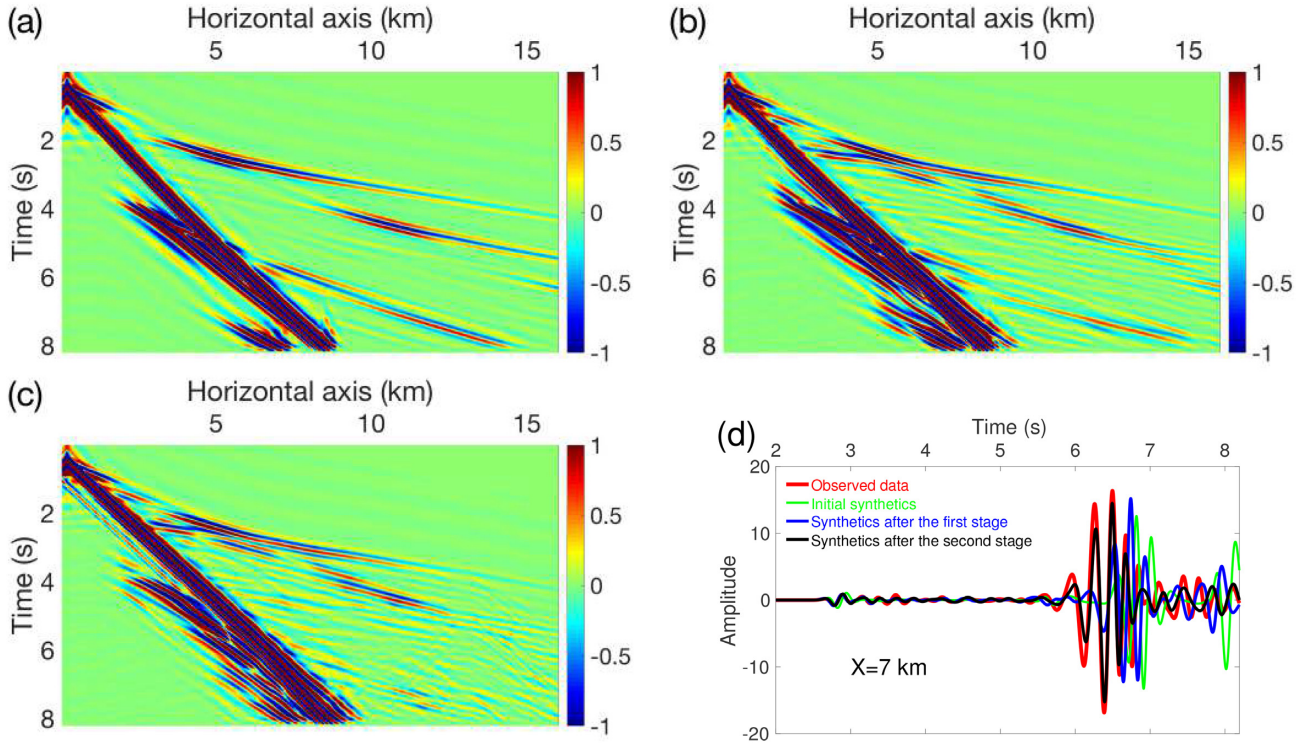 (a)
Horizontal axis (km)
5 10 15
Time (s)
2
4
6
8
1
0.5
0
-0.5
-1
(b)
Horizontal axis (km)
5 10 15
Time (s)
2
4
6
8
1
0.5
0
-0.5
-1
(c)
Horizontal axis (km)
5 10 15
Time (s)
2
4
6
8
1
0.5
0
-0.5
-1
(d)
Time (s)
2 3 4 5 6 7 8
Amplitude
20
10
0
-10
-20
Observed data
Initial synthetics
Synthetics after the first stage
Synthetics after the second stage
X=7 km